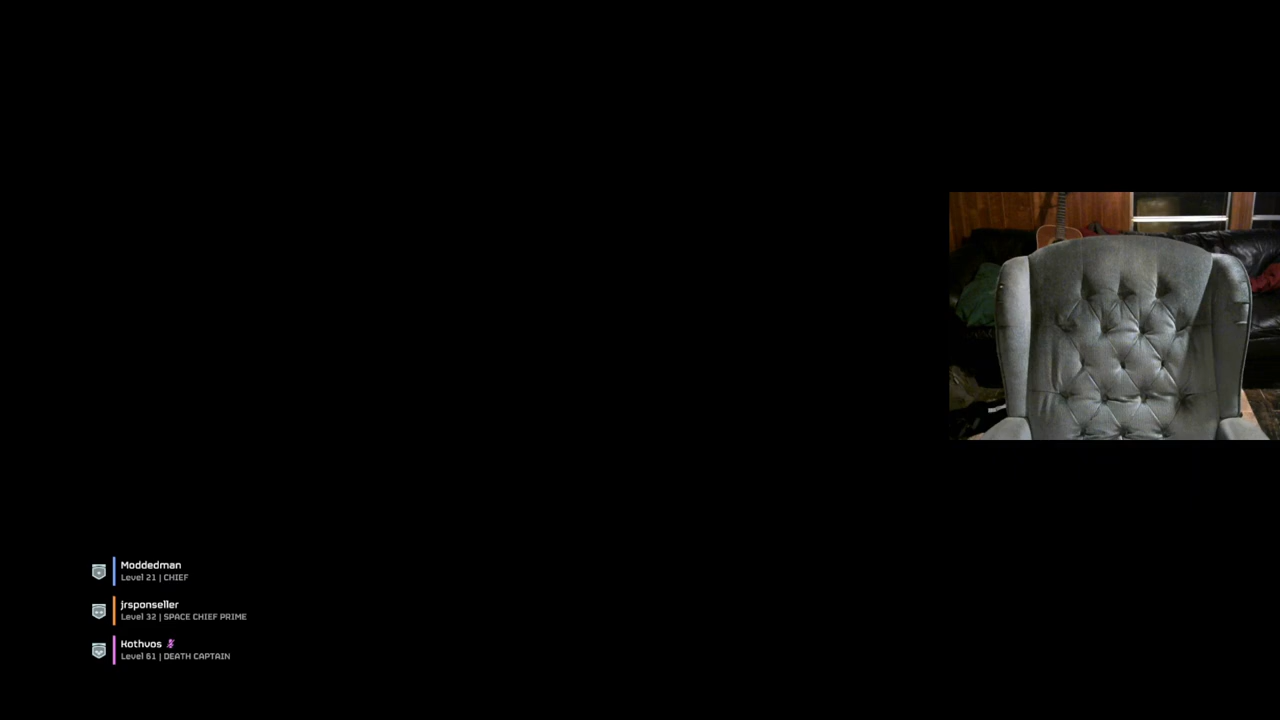 Moddedman
Level 21 | CHIEF
jrsponseller
Level 32 | SPACE CHIEF PRIME
Kothvos
Level 61 | DEATH CAPTAIN